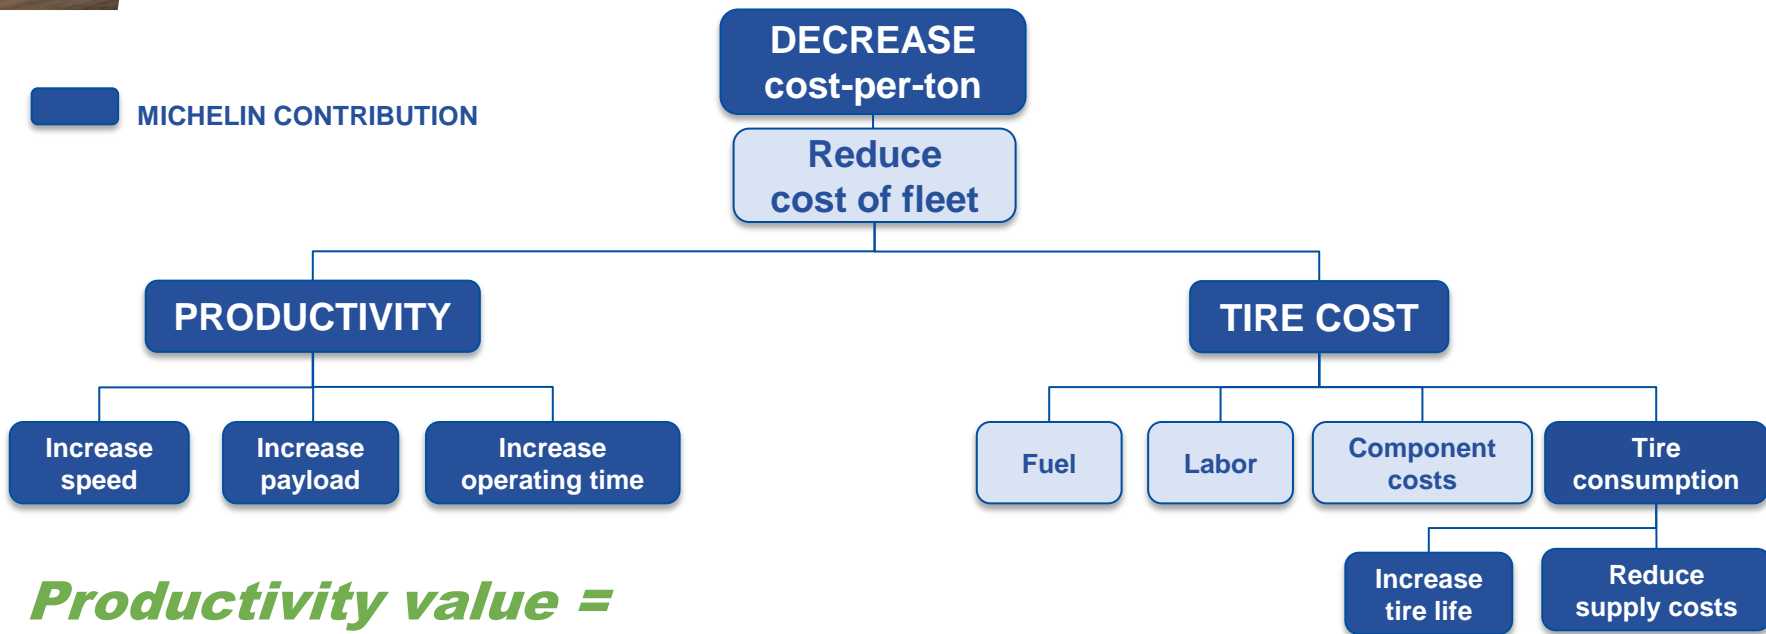 DECREASE
cost-per-ton
MICHELIN CONTRIBUTION
Reduce
cost of fleet
PRODUCTIVITY
TIRE COST
Increase
speed
Increase
payload
Increase
operating time
Fuel
Labor
Component
costs
Tire
consumption
Increase
tire life
Reduce
supply costs
Productivity value =